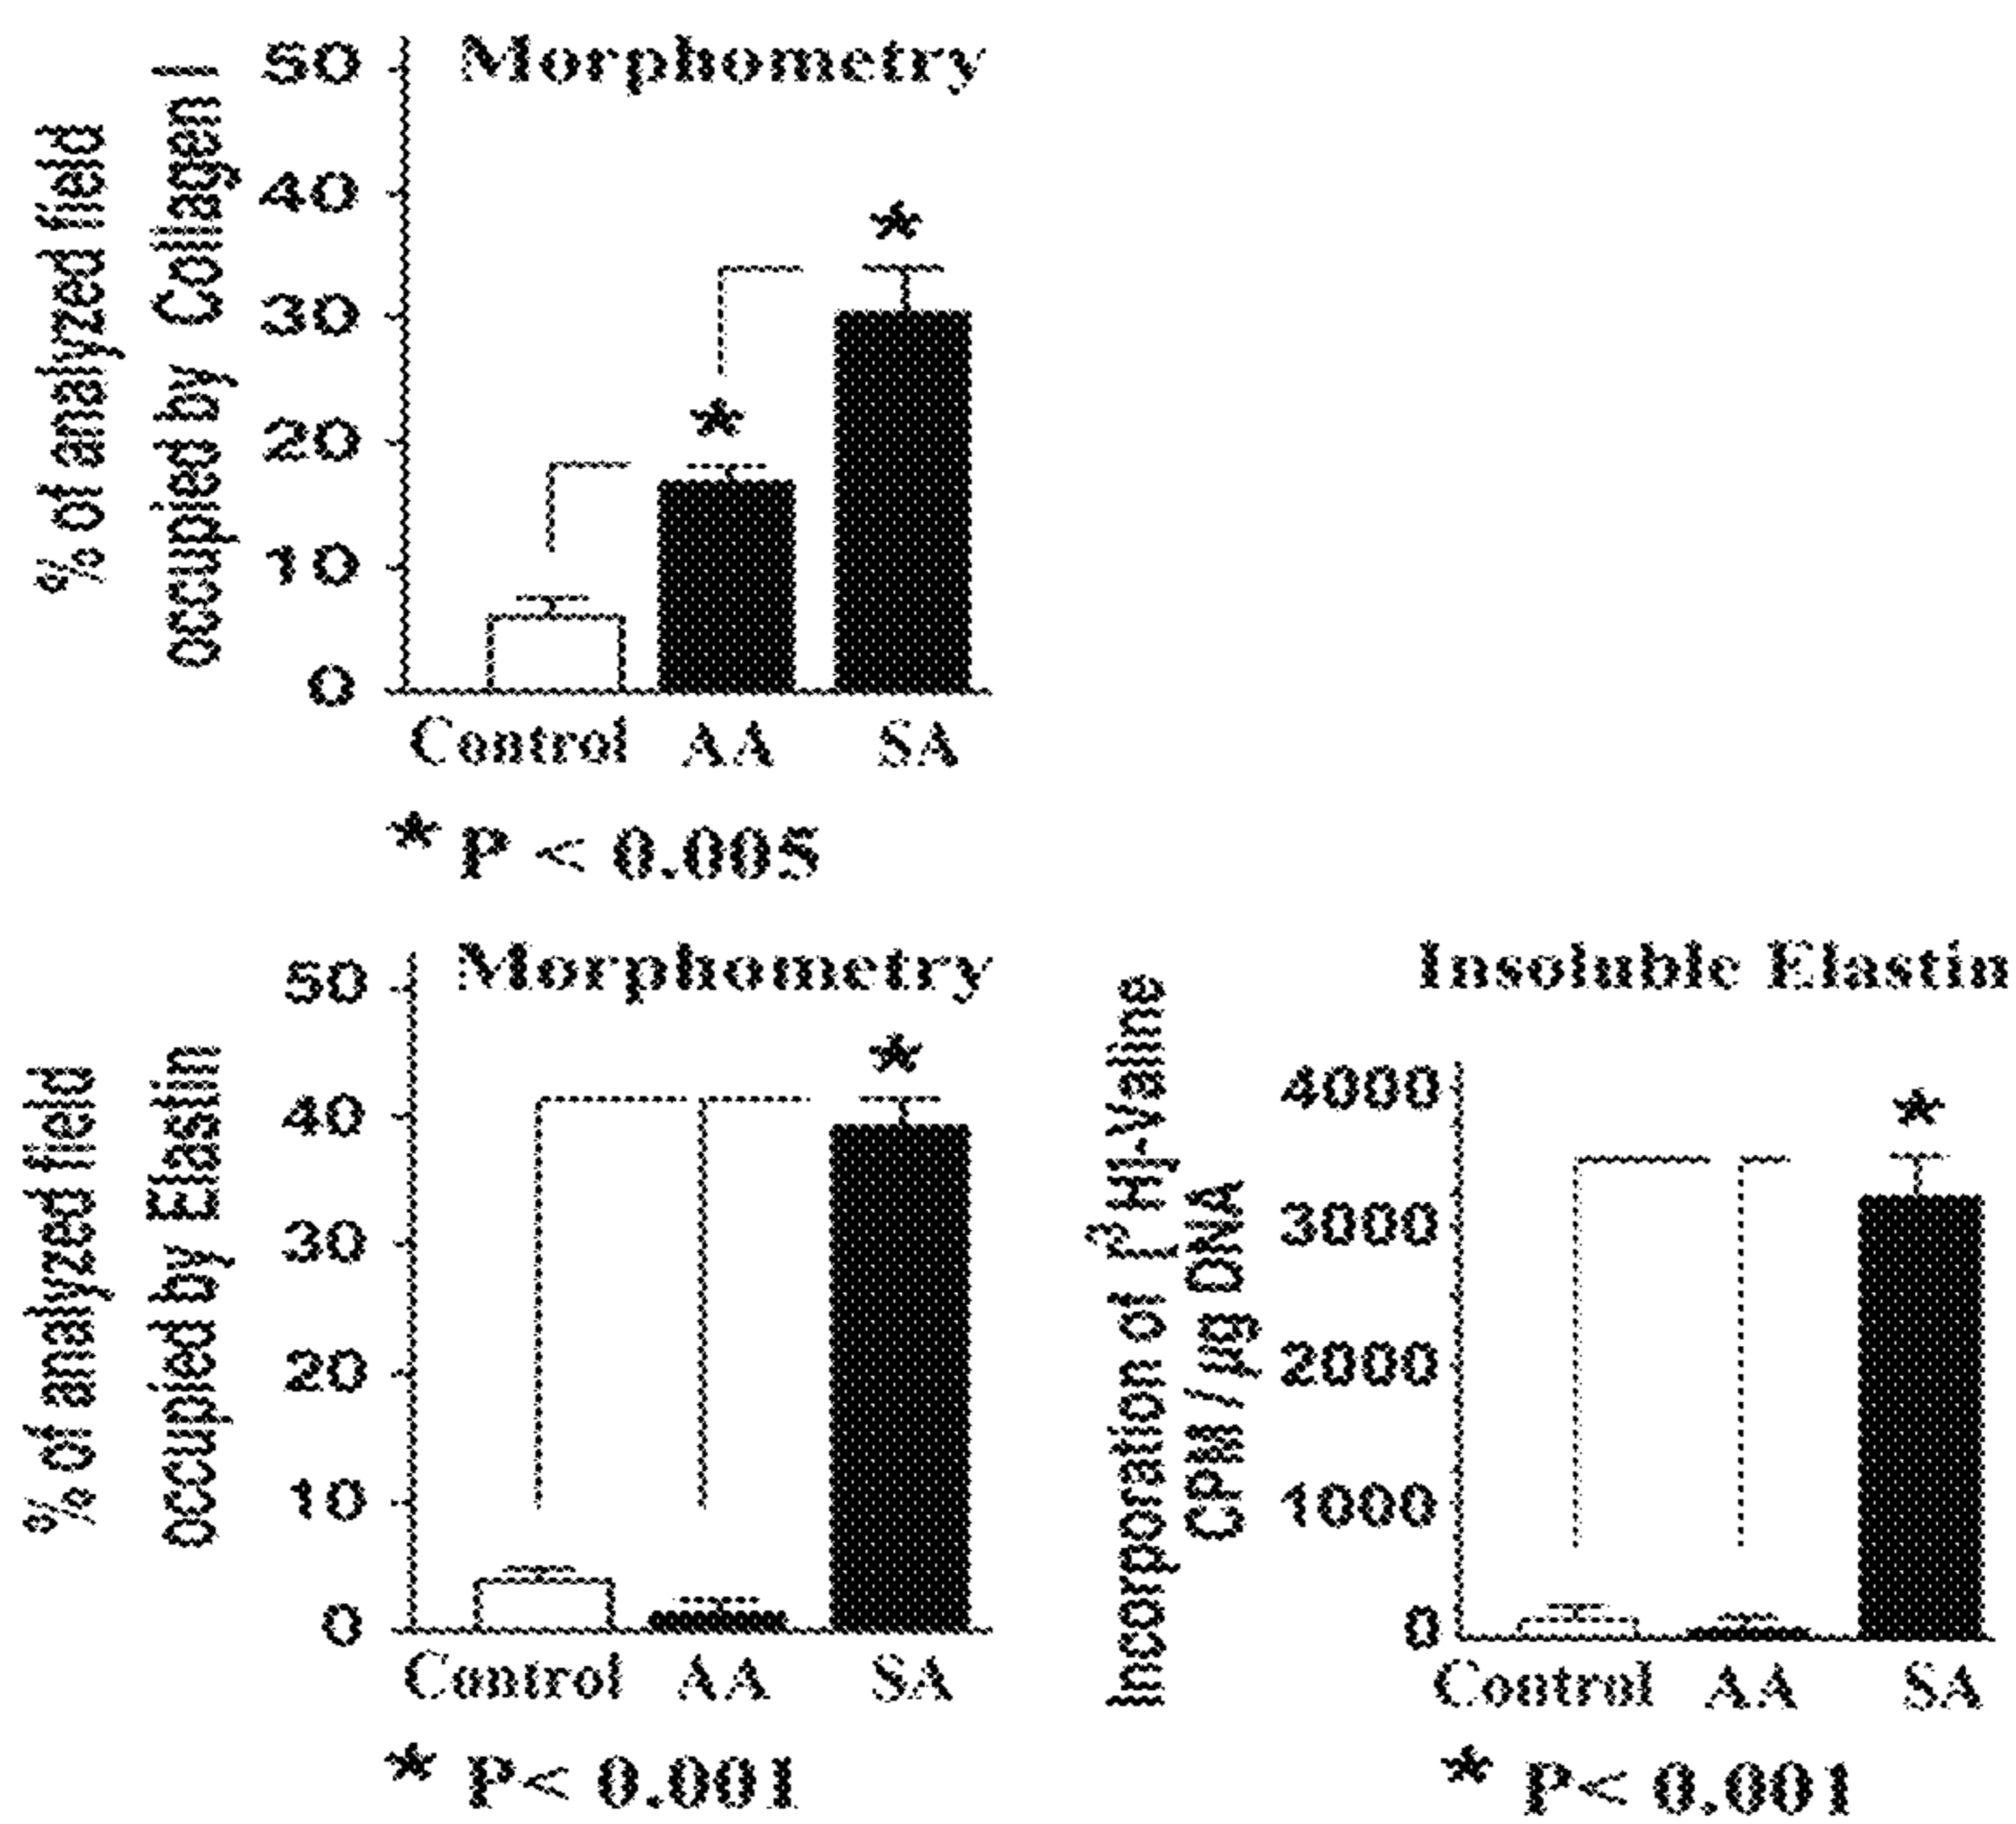 Morphometry
% of analyzed field
occupied by Collagen I
50
40
30
20
10
0
*
*
Control AA SA
* P < 0.005
Morphometry
% of analyzed field
occupied by Elastin
50
40
30
20
10
0
*
Control AA SA
* P< 0.001
Insoluble Elastin
Incorporation of [3H]-Valine
CPM / µg DNA
4000
3000
2000
1000
0
*
Control AA SA
* P< 0.001